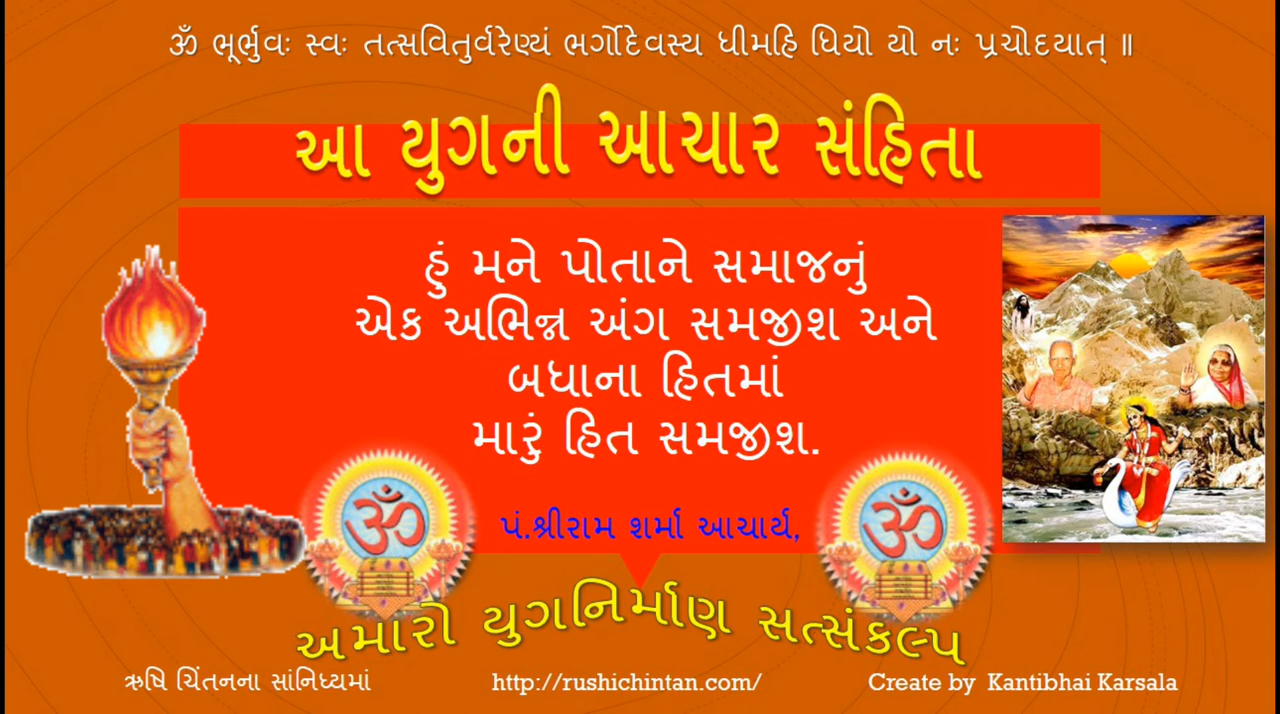 ૐ ભૂર્ભુવઃ સ્વઃ તત્સવિતુર્વરેણ્યં ભર્ગોદેવસ્ય ધીમહિ ધિયો યો નઃ પ્રચોદયાત્ ॥
આ યુગની આચાર સંહિતા
હું મને પોતાને સમાજનું
એક અભિન્ન અંગ સમજીશ અને
બધાના હિતમાં
મારું હિત સમજીશ.
ૐ
ૐ
પં.શ્રીરામ શર્મા આચાર્ય,
અમારો યુગનિર્માણ સત્સંકલ્પ
ઋષિ ચિંતનના સાંનિધ્યમાં http://rushichintan.com/ Create by Kantibhai Karsala